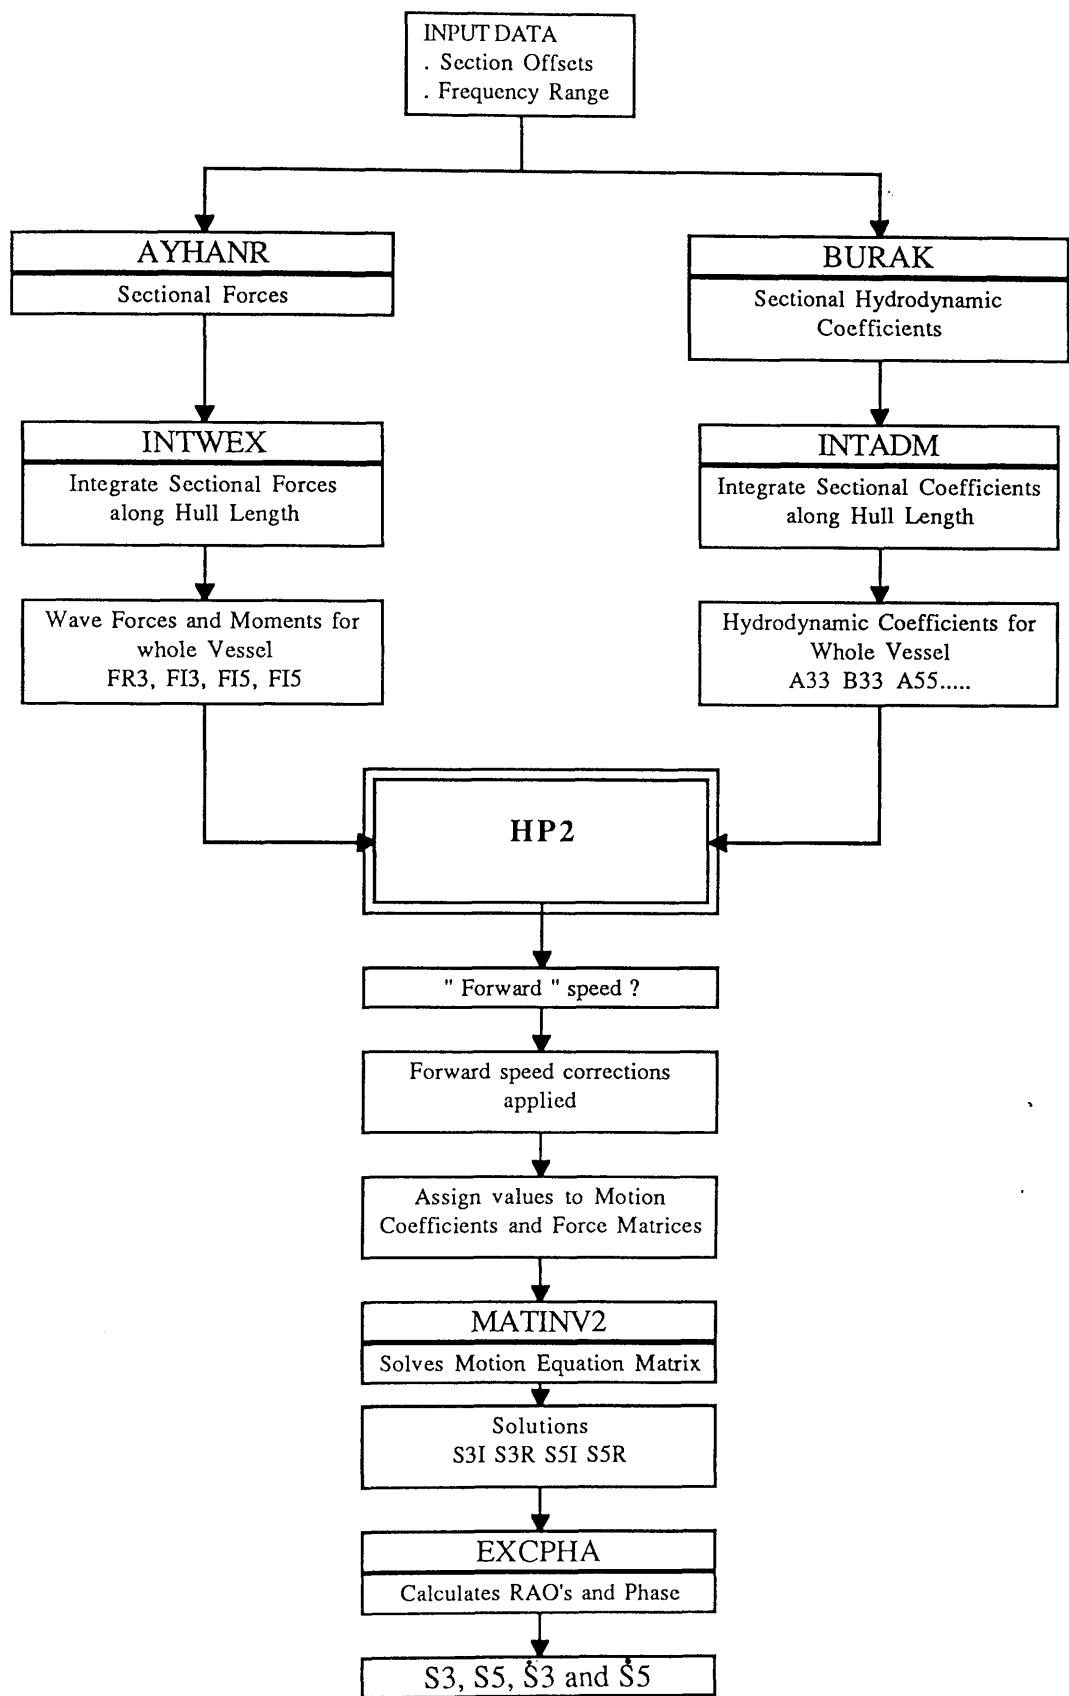 INPUT DATA
. Section Offsets
. Frequency Range
AYHANR
Sectional Forces
BURAK
Sectional Hydrodynamic
Coefficients
INTWEX
Integrate Sectional Forces
along Hull Length
INTADM
Integrate Sectional Coefficients
along Hull Length
Wave Forces and Moments for
whole Vessel
FR3, FI3, FI5, FI5
Hydrodynamic Coefficients for
Whole Vessel
A33 B33 A55.....
HP2
" Forward " speed ?
Forward speed corrections
applied
Assign values to Motion
Coefficients and Force Matrices
MATINV2
Solves Motion Equation Matrix
Solutions
S3I S3R S5I S5R
EXCPHA
Calculates RAO's and Phase
S3, S5, Ṡ3 and Ṡ5